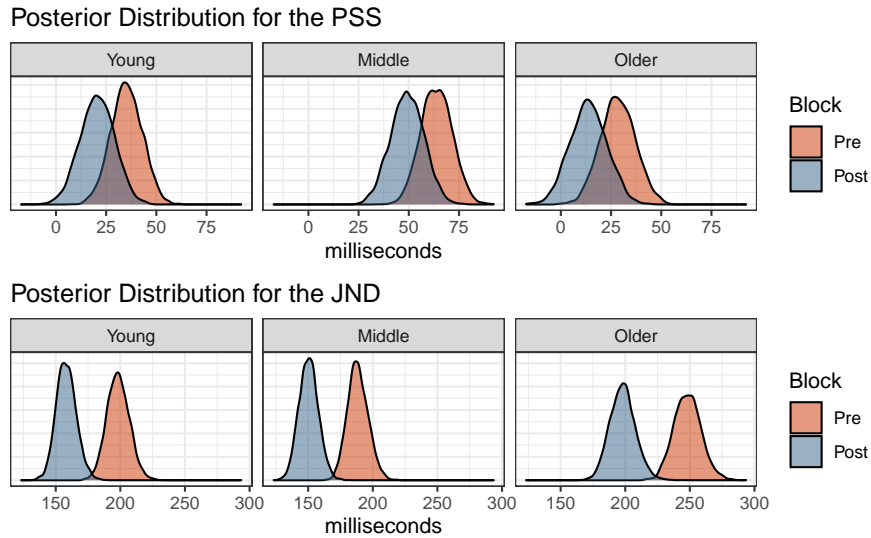 Posterior Distribution for the PSS
Young Middle Older
0 25 50 75 0 25 50 75 0 25 50 75
milliseconds
Block
Pre
Post
Posterior Distribution for the JND
Young Middle Older
150 200 250 300 150 200 250 300 150 200 250 300
milliseconds
Block
Pre
Post